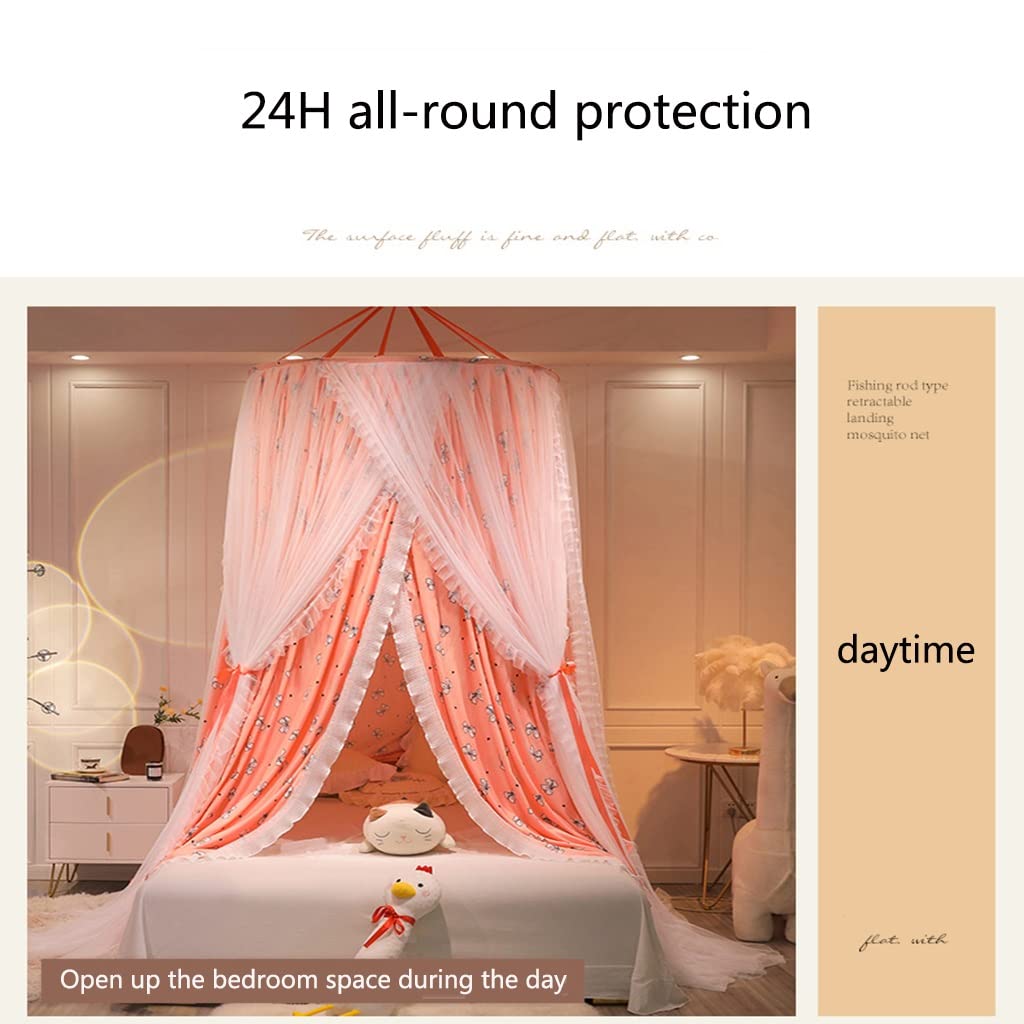 24H all-round protection
The surface fluff is fine and flat. with co
Fishing rod type
retractable
landing
mosquito net
daytime
flat. with
Open up the bedroom space during the day